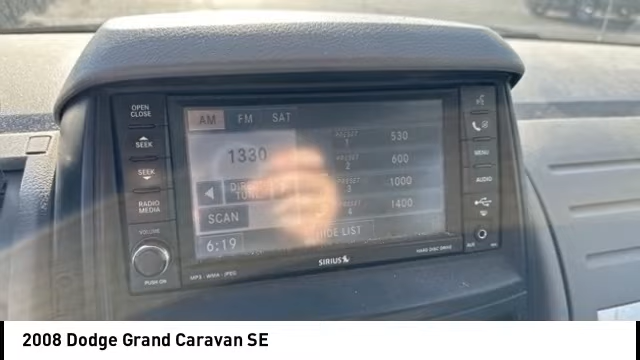 OPEN
CLOSE
SEEK
SEEK
RADIO
MEDIA
VOLUME
PUSH ON
AM FM SAT
1330
TUNE
SCAN
6:19
PRESET
1
530
PRESET
2
600
PRESET
3
1000
PRESET
4
1400
LIST
MENU
AUDIO
AUX
MP3 - WMA - JPEG
SIRIUS
HARD DISC DRIVE
2008 Dodge Grand Caravan SE